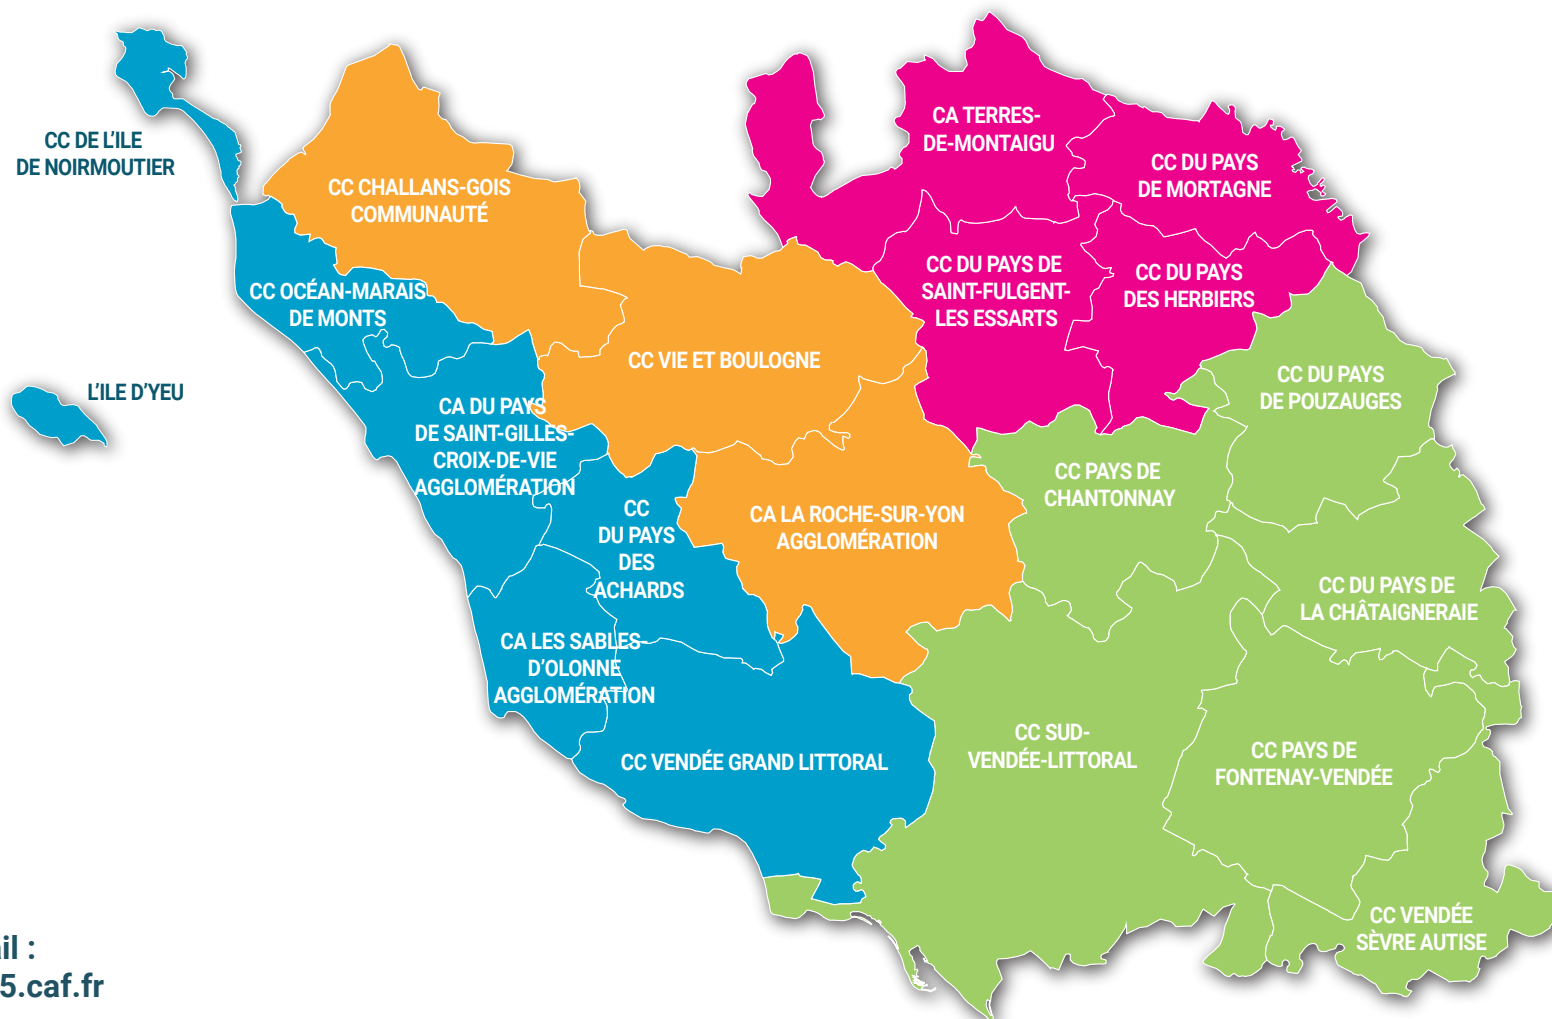 CC DE L'ILE
DE NOIRMOUTIER
CC CHALLANS-GOIS
COMMUNAUTÉ
CA TERRES-
DE-MONTAIGU
CC DU PAYS
DE MORTAGNE
CC OCÉAN-MARAIS
DE MONTS
CC DU PAYS DE
SAINT-FULGENT-
LES ESSARTS
CC DU PAYS
DES HERBIERS
L'ILE D'YEU
CC VIE ET BOULOGNE
CC DU PAYS
DE POUZAUGES
CA DU PAYS
DE SAINT-GILLES-
CROIX-DE-VIE
AGGLOMÉRATION
CC PAYS DE
CHANTONNAY
CC
DU PAYS
DES
ACHARDS
CA LA ROCHE-SUR-YON
AGGLOMÉRATION
CC DU PAYS DE
LA CHÂTAIGNERAIE
CA LES SABLES-
D'OLONNE
AGGLOMÉRATION
CC VENDÉE GRAND LITTORAL
CC SUD-
VENDÉE-LITTORAL
CC PAYS DE
FONTENAY-VENDÉE
CC VENDÉE
SÈVRE AUTISE
il :
5.caf.fr